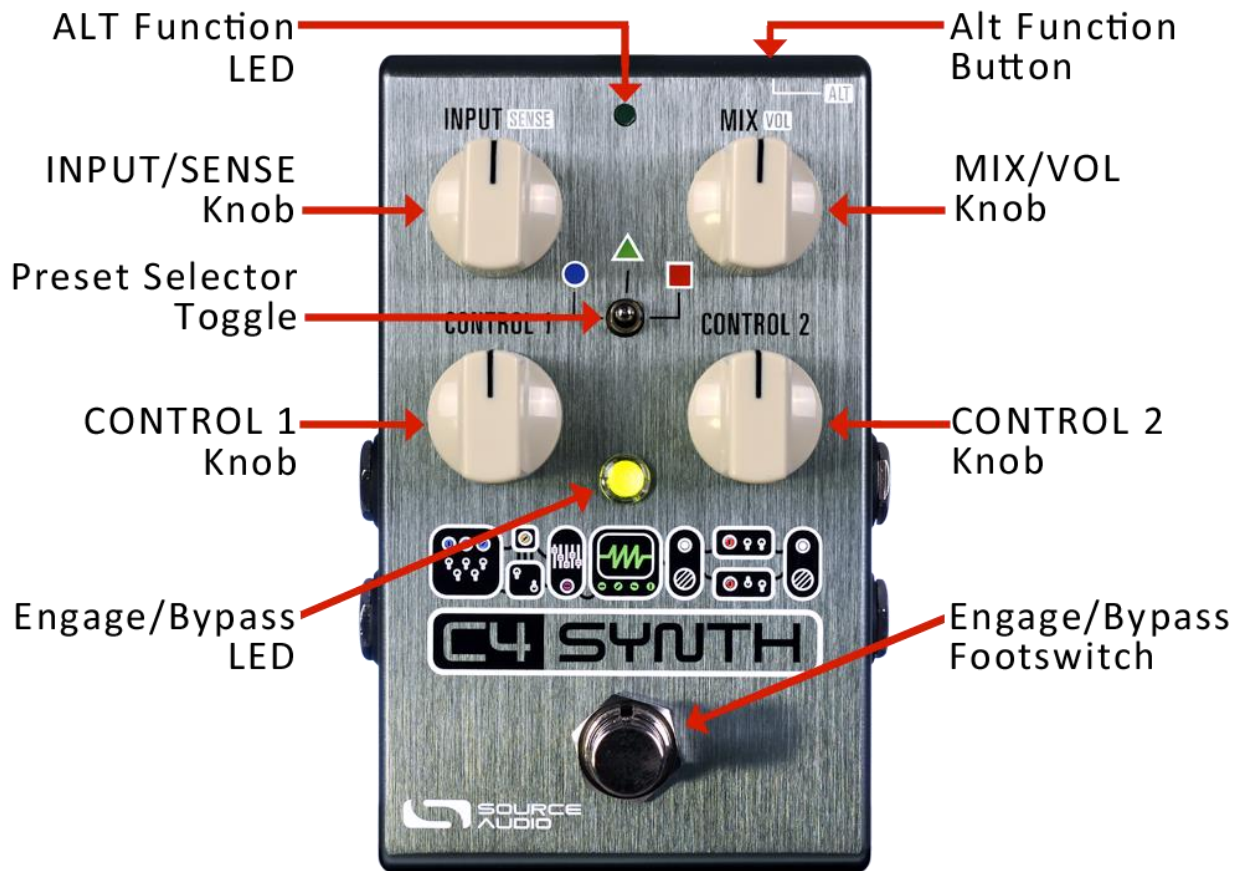 ALT Function
LED
Alt Function
Button
ALT
INPUT SENSE
MIX VOL
INPUT/SENSE
Knob
MIX/VOL
Knob
Preset Selector
Toggle
CONTROL 1
CONTROL 2
CONTROL 1
Knob
CONTROL 2
Knob
Engage/Bypass
LED
C4 SYNTH
Engage/Bypass
Footswitch
SOURCE
AUDIO